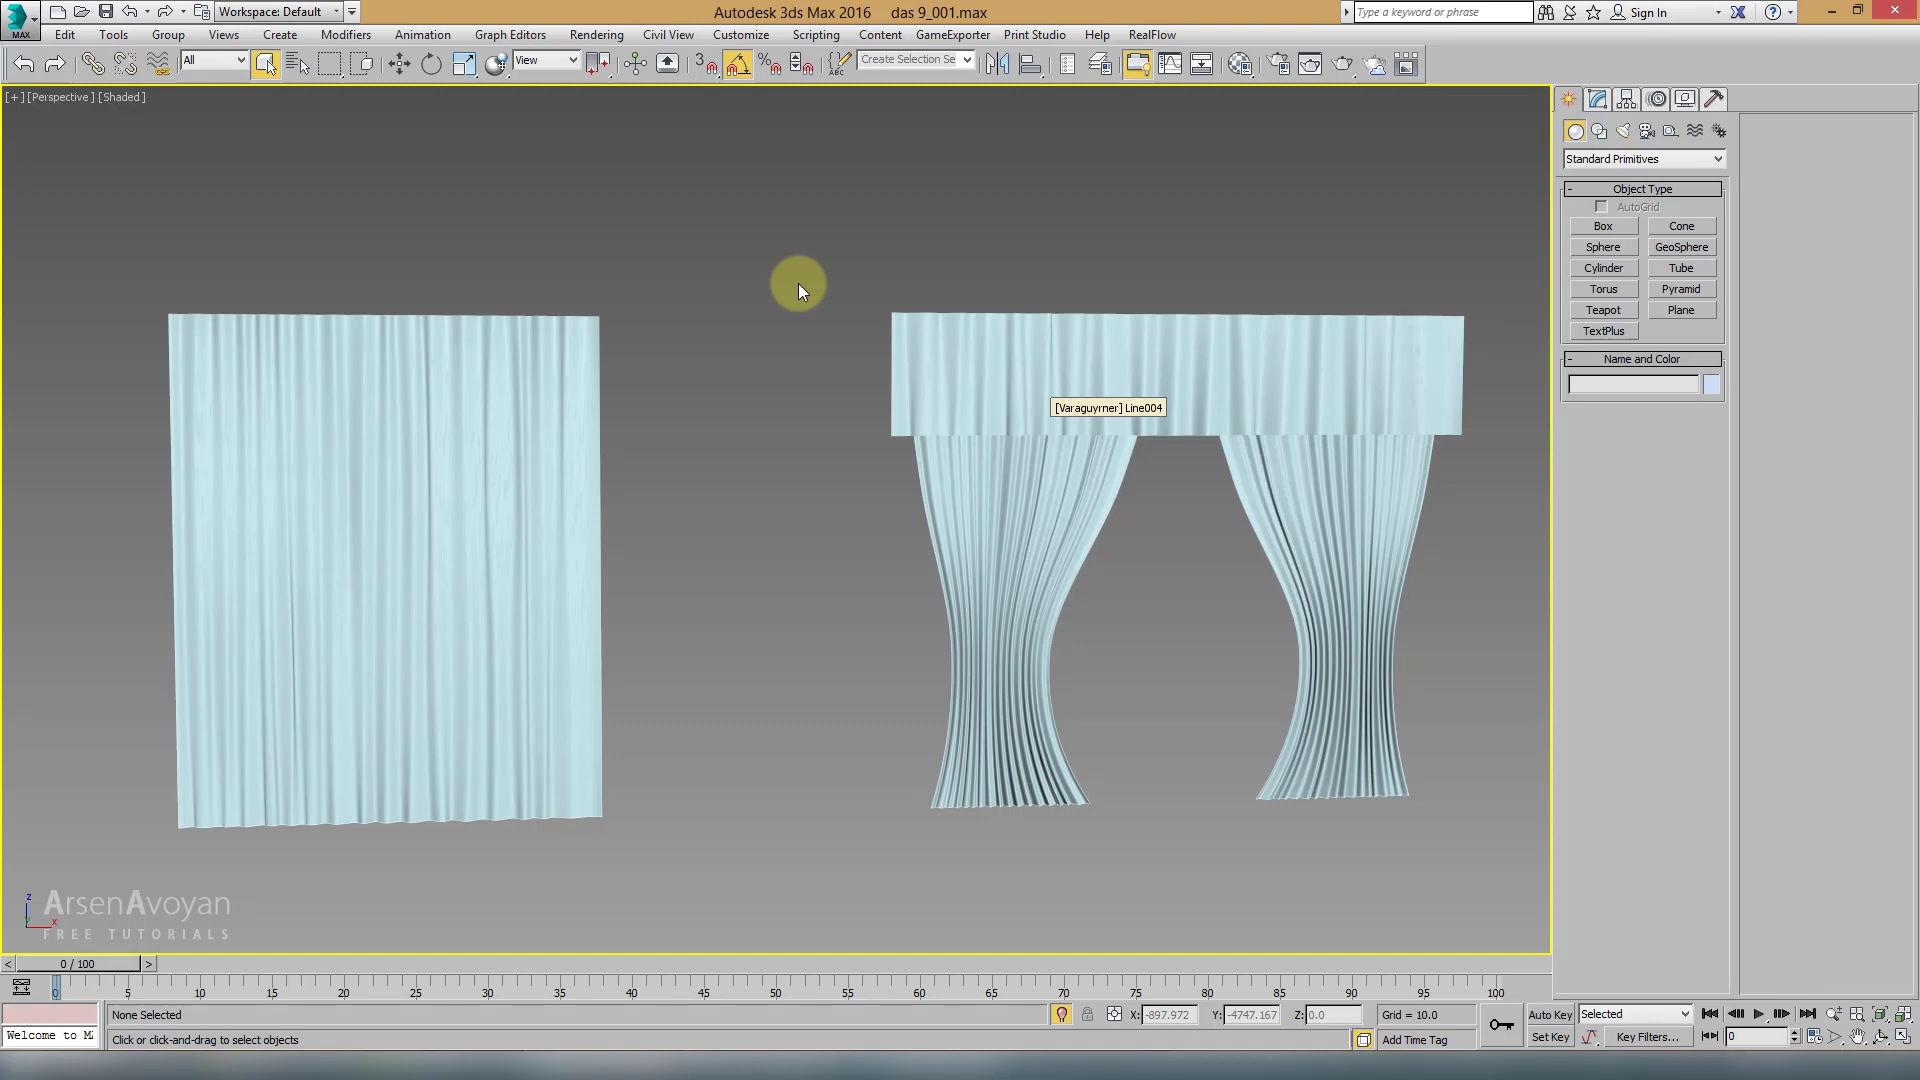 MAX
Workspace: Default
Autodesk 3ds Max 2016 das 9_001.max
Type a keyword or phrase
Sign In
Edit Tools Group Views Create Modifiers Animation Graph Editors Rendering Civil View Customize Scripting Content GameExporter Print Studio Help RealFlow
All
View
3
ABC
Create Selection Se
[+] [Perspective] [Shaded]
Standard Primitives
- Object Type
AutoGrid
Box Cone
Sphere GeoSphere
Cylinder Tube
Torus Pyramid
Teapot Plane
TextPlus
- Name and Color
[Varaguyrner] Line004
z
y
x
ArsenAvoyan
FREE TUTORIALS
< 0 / 100 >
0 5 10 15 20 25 30 35 40 45 50 55 60 65 70 75 80 85 90 95 100
None Selected
X: -897.972 Y: -4747.167 Z: 0.0 Grid = 10.0
Auto Key Selected
Welcome to M
Click or click-and-drag to select objects
Add Time Tag
Set Key Key Filters... 0